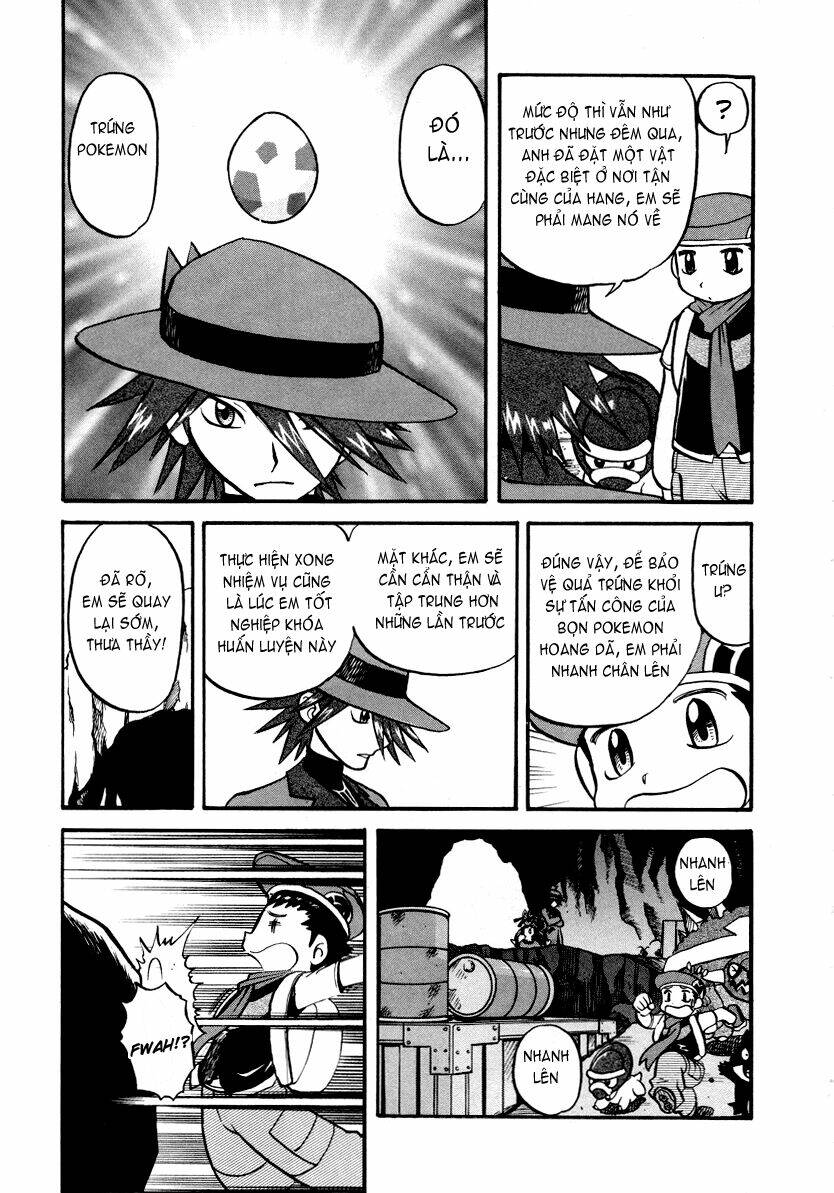 ?
MỨC ĐỘ THÌ VẪN NHƯ
TRƯỚC NHƯNG ĐÊM QUA,
ANH ĐÃ ĐẶT MỘT VẬT
ĐẶC BIỆT Ở NƠI TẬN
CÙNG CỦA HANG, EM SẼ
PHẢI MANG NÓ VỀ
ĐÓ
LÀ...
TRỨNG
POKEMON
TRỨNG
Ư?
ĐÚNG VẬY, ĐỂ BẢO
VỆ QUẢ TRỨNG KHỎI
SỰ TẤN CÔNG CỦA
BỌN POKEMON
HOANG DÃ, EM PHẢI
NHANH CHÂN LÊN
MẶT KHÁC, EM SẼ
CẦN CẨN THẬN VÀ
TẬP TRUNG HƠN
NHỮNG LẦN TRƯỚC
THỰC HIỆN XONG
NHIỆM VỤ CŨNG
LÀ LÚC EM TỐT
NGHIỆP KHÓA
HUẤN LUYỆN NÀY
ĐÃ RÕ,
EM SẼ QUAY
LẠI SỚM,
THƯA THẦY!
NHANH
LÊN
NHANH
LÊN
FWAH!?